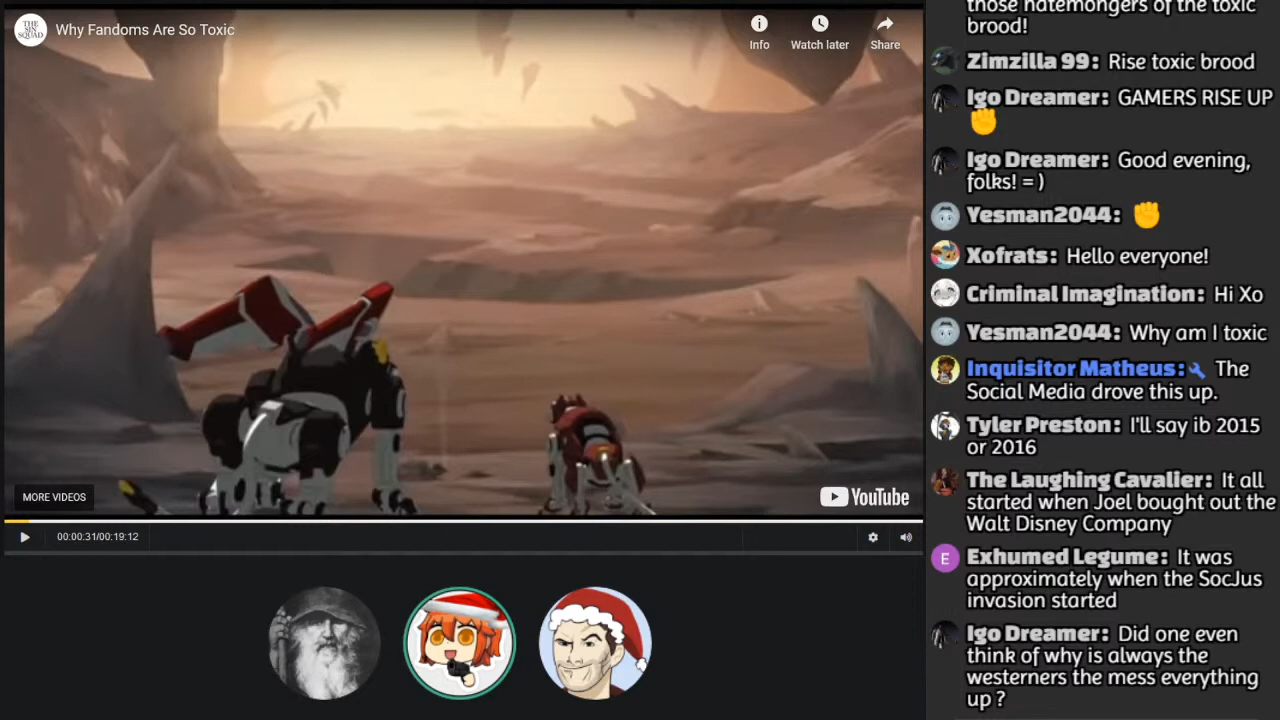 THE SIN SQUAD
Why Fandoms Are So Toxic
Info
Watch later
Share
MORE VIDEOS
YouTube
00:00:31/00:19:12
those hatemongers of the toxic
brood!
Zimzilla 99: Rise toxic brood
Igo Dreamer: GAMERS RISE UP
✊
Igo Dreamer: Good evening,
folls! = )
Yesman2044: ✊
Xofrats: Hello everyone!
Criminal Imagination: Hi Xo
Yesman2044: Why am I toxic
Inquisitor Matheus: The
Social Media drove this up.
Tyler Preston: I'll say ib 2015
or 2016
The Laughing Cavalier: It all
started when Joel bought out the
Walt Disney Company
E
Exhumed Legume: It was
approximately when the SocJus
invasion started
Igo Dreamer: Did one even
think of why is always the
westerners the mess everything
up ?